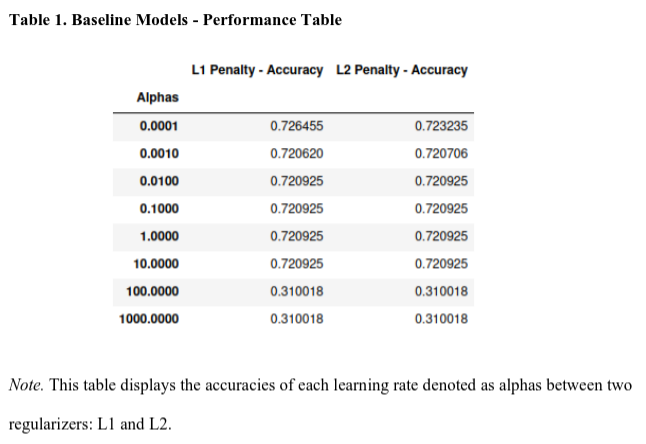 Table 1. Baseline Models - Performance Table
L1 Penalty - Accuracy L2 Penalty - Accuracy
Alphas
0.0001 0.726455 0.723235
0.0010 0.720620 0.720706
0.0100 0.720925 0.720925
0.1000 0.720925 0.720925
1.0000 0.720925 0.720925
10.0000 0.720925 0.720925
100.0000 0.310018 0.310018
1000.0000 0.310018 0.310018
Note. This table displays the accuracies of each learning rate denoted as alphas between two
regularizers: L1 and L2.